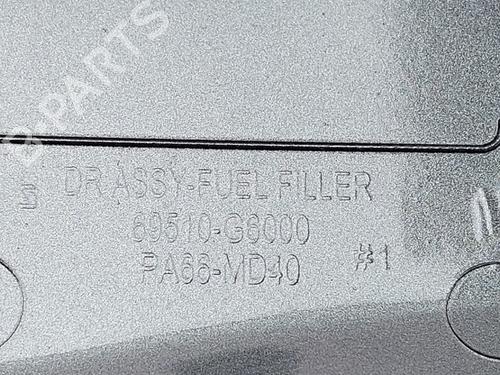 B-PARTS
DR ASSY-FUEL FILLER
69510-G6000
PA66-MD40
#1